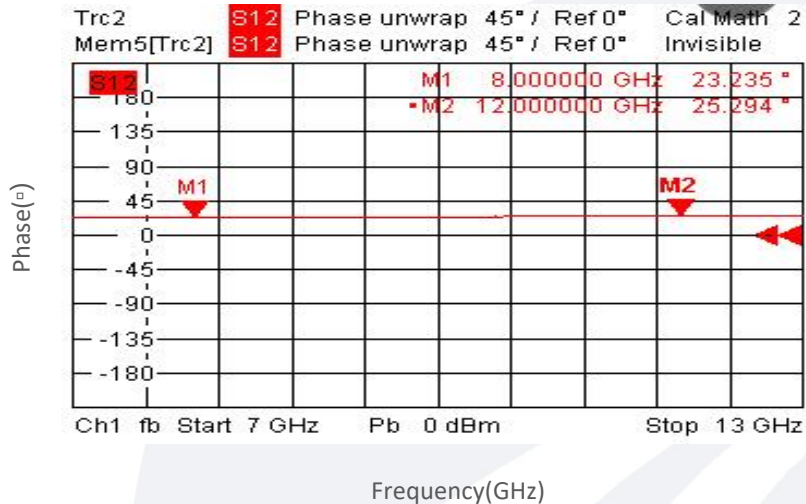 Trc2 S12 Phase unwrap 45°/ Ref 0° Cal Math 2
Mem5[Trc2] S12 Phase unwrap 45°/ Ref 0° Invisible
S12
M1 8.000000 GHz 23.235 °
•M2 12.000000 GHz 25.294 °
180
135
90
45
0
-45
-90
-135
-180
M1
M2
Phase(▫)
Ch1 fb Start 7 GHz Pb 0 dBm Stop 13 GHz
Frequency(GHz)